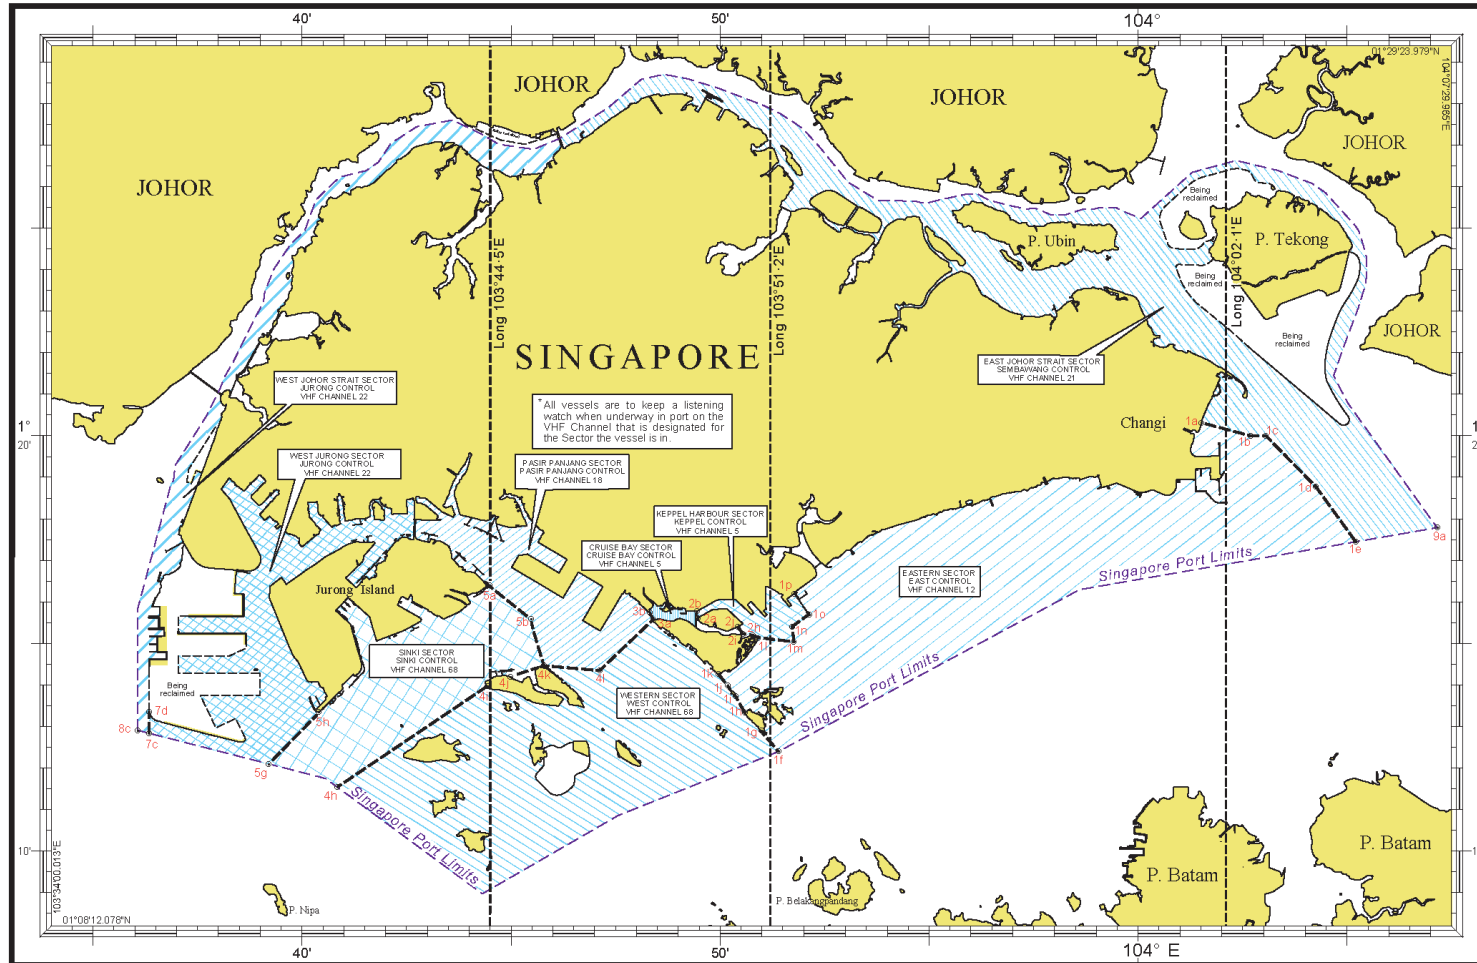 40'
50'
104°
01°29'23.979"N
104°07'29.965"E
JOHOR
JOHOR
JOHOR
JOHOR
JOHOR
Being
reclaimed
P. Ubin
P. Tekong
Being
reclaimed
Being
reclaimed
JOHOR
Long 103°44·5'E
Long 103°51·2'E
Long 104°02·1'E
SINGAPORE
EAST JOHOR STRAIT SECTOR
SEMBAWANG CONTROL
VHF CHANNEL 21
WEST JOHOR STRAIT SECTOR
JURONG CONTROL
VHF CHANNEL 22
All vessels are to keep a listening
watch when underway in port on the
VHF Channel that is designated for
the Sector the vessel is in.
Changi
1a
1b
1c
1°
20'
WEST JURONG SECTOR
JURONG CONTROL
VHF CHANNEL 22
PASIR PANJANG SECTOR
PASIR PANJANG CONTROL
VHF CHANNEL 18
1d
KEPPEL HARBOUR SECTOR
KEPPEL CONTROL
VHF CHANNEL 5
9a
1e
CRUISE BAY SECTOR
CRUISE BAY CONTROL
VHF CHANNEL 5
Singapore Port Limits
EASTERN SECTOR
EAST CONTROL
VHF CHANNEL 12
Jurong Island
5a
1p
5b
3b
3a
2b
2a
1o
1n
1m
SINKI SECTOR
SINKI CONTROL
VHF CHANNEL 68
4k
4l
4j
4i
1k
1j
WESTERN SECTOR
WEST CONTROL
VHF CHANNEL 68
Being
reclaimed
7d
5h
1h
1g
8c
7c
Singapore Port Limits
1f
5g
4h
Singapore Port Limits
10'
P. Batam
P. Batam
103°34'00.013"E
01°08'12.078"N
P. Nipa
P. Belakangpandang
40'
50'
104° E